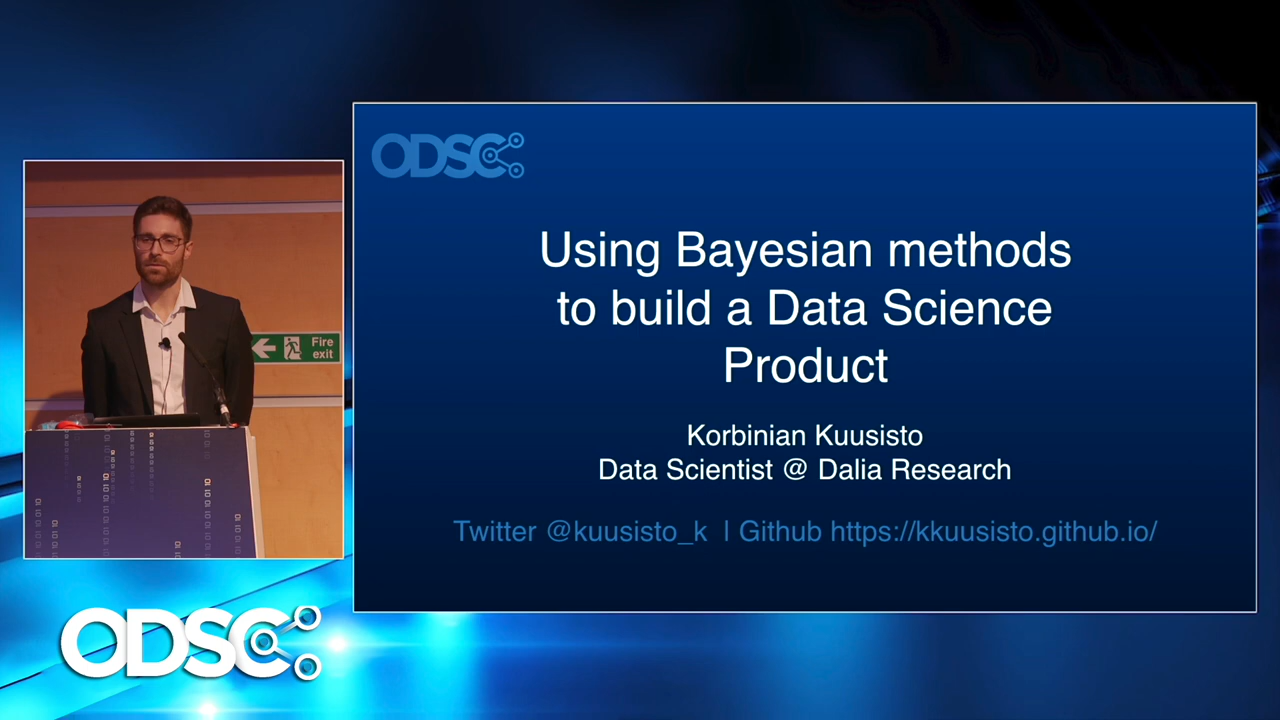 ODSC
Using Bayesian methods
to build a Data Science
Product
Korbinian Kuusisto
Data Scientist @ Dalia Research
Twitter @kuusisto_k | Github https://kkuusisto.github.io/
Fire
exit
ODSC